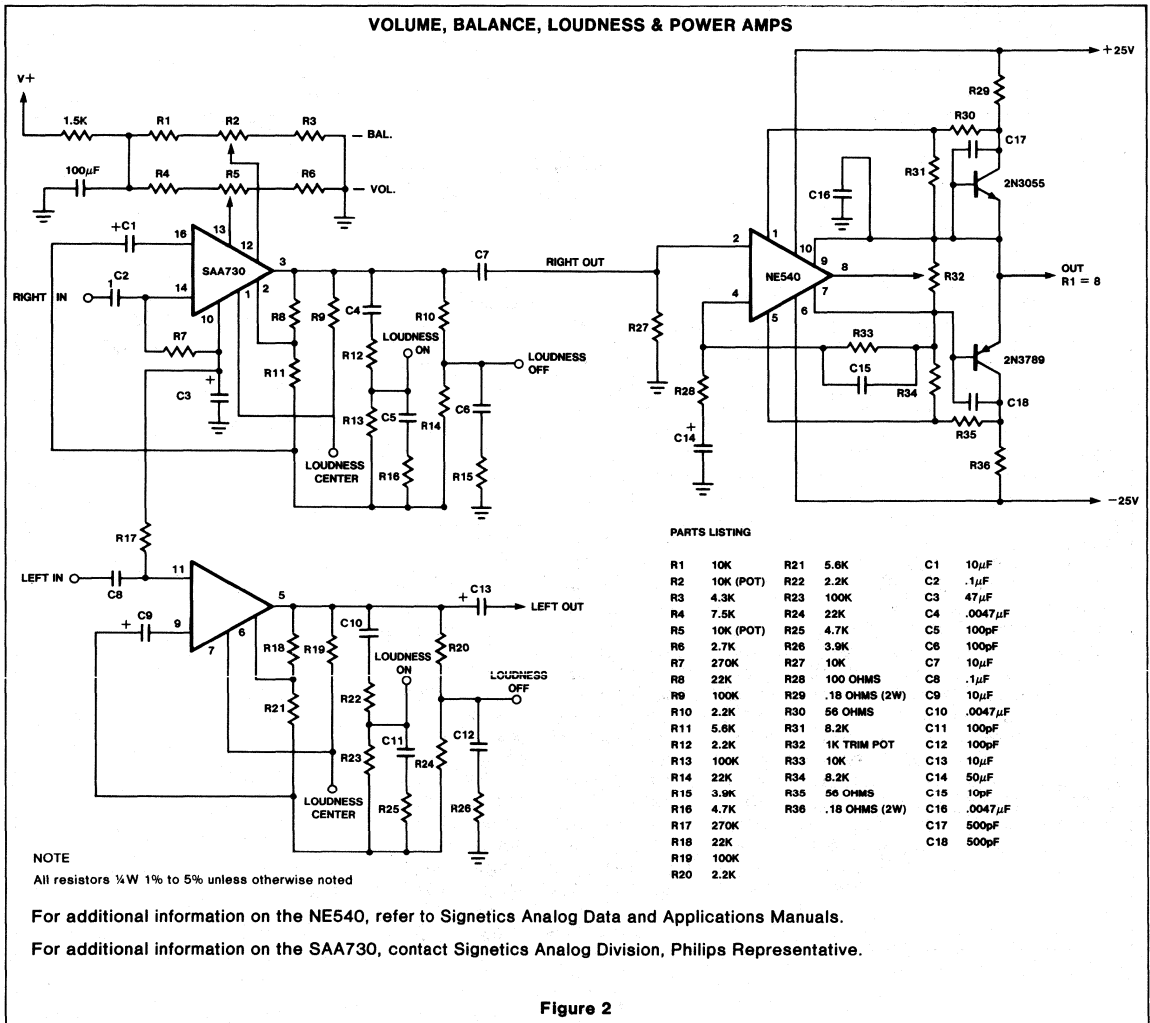 VOLUME, BALANCE, LOUDNESS & POWER AMPS
V+
1.5K
R1
R2
R3
— BAL.
100µF
R4
R5
R6
— VOL.
+C1
16
13
12
SAA730
3
2
1
C2
RIGHT IN
1
14
10
R7
+
C3
R8
R9
R11
C4
R12
LOUDNESS
ON
R13
C5
R16
LOUDNESS
CENTER
R10
LOUDNESS
OFF
R14
C6
R15
C7
RIGHT OUT
R27
2
1
NE540
10
9
8
7
6
5
4
R28
+
C14
R33
C15
C16
R29
+25V
R30
C17
R31
2N3055
R32
OUT
R1 = 8
2N3789
R34
C18
R35
R36
−25V
R17
LEFT IN
C8
11
+
C9
9
7
6
5
R18
R19
R21
C10
R22
LOUDNESS
ON
R23
C11
R25
LOUDNESS
CENTER
R20
LOUDNESS
OFF
R24
C12
R26
+
C13
LEFT OUT
PARTS LISTING
R1 10K R21 5.6K C1 10µF
R2 10K (POT) R22 2.2K C2 .1µF
R3 4.3K R23 100K C3 47µF
R4 7.5K R24 22K C4 .0047µF
R5 10K (POT) R25 4.7K C5 100pF
R6 2.7K R26 3.9K C6 100pF
R7 270K R27 10K C7 10µF
R8 22K R28 100 OHMS C8 .1µF
R9 100K R29 .18 OHMS (2W) C9 10µF
R10 2.2K R30 56 OHMS C10 .0047µF
R11 5.6K R31 8.2K C11 100pF
R12 2.2K R32 1K TRIM POT C12 100pF
R13 100K R33 10K C13 10µF
R14 22K R34 8.2K C14 50µF
R15 3.9K R35 56 OHMS C15 10pF
R16 4.7K R36 .18 OHMS (2W) C16 .0047µF
R17 270K C17 500pF
R18 22K C18 500pF
R19 100K
R20 2.2K
NOTE
All resistors ¼W 1% to 5% unless otherwise noted
For additional information on the NE540, refer to Signetics Analog Data and Applications Manuals.
For additional information on the SAA730, contact Signetics Analog Division, Philips Representative.
Figure 2